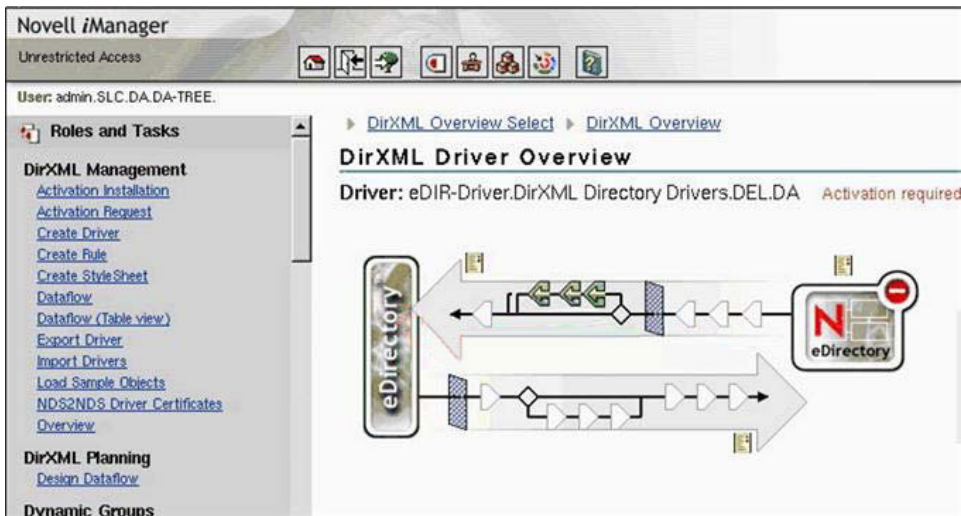 Novell iManager
Unrestricted Access
User: admin.SLC.DA.DA-TREE.
Roles and Tasks
DirXML Management
Activation Installation
Activation Request
Create Driver
Create Rule
Create StyleSheet
Dataflow
Dataflow (Table view)
Export Driver
Import Drivers
Load Sample Objects
NDS2NDS Driver Certificates
Overview
DirXML Planning
Design Dataflow
Dynamic Groups
DirXML Overview Select
DirXML Overview
DirXML Driver Overview
Driver: eDIR-Driver.DirXML Directory Drivers.DEL.DA Activation required
eDirectory
N
eDirectory